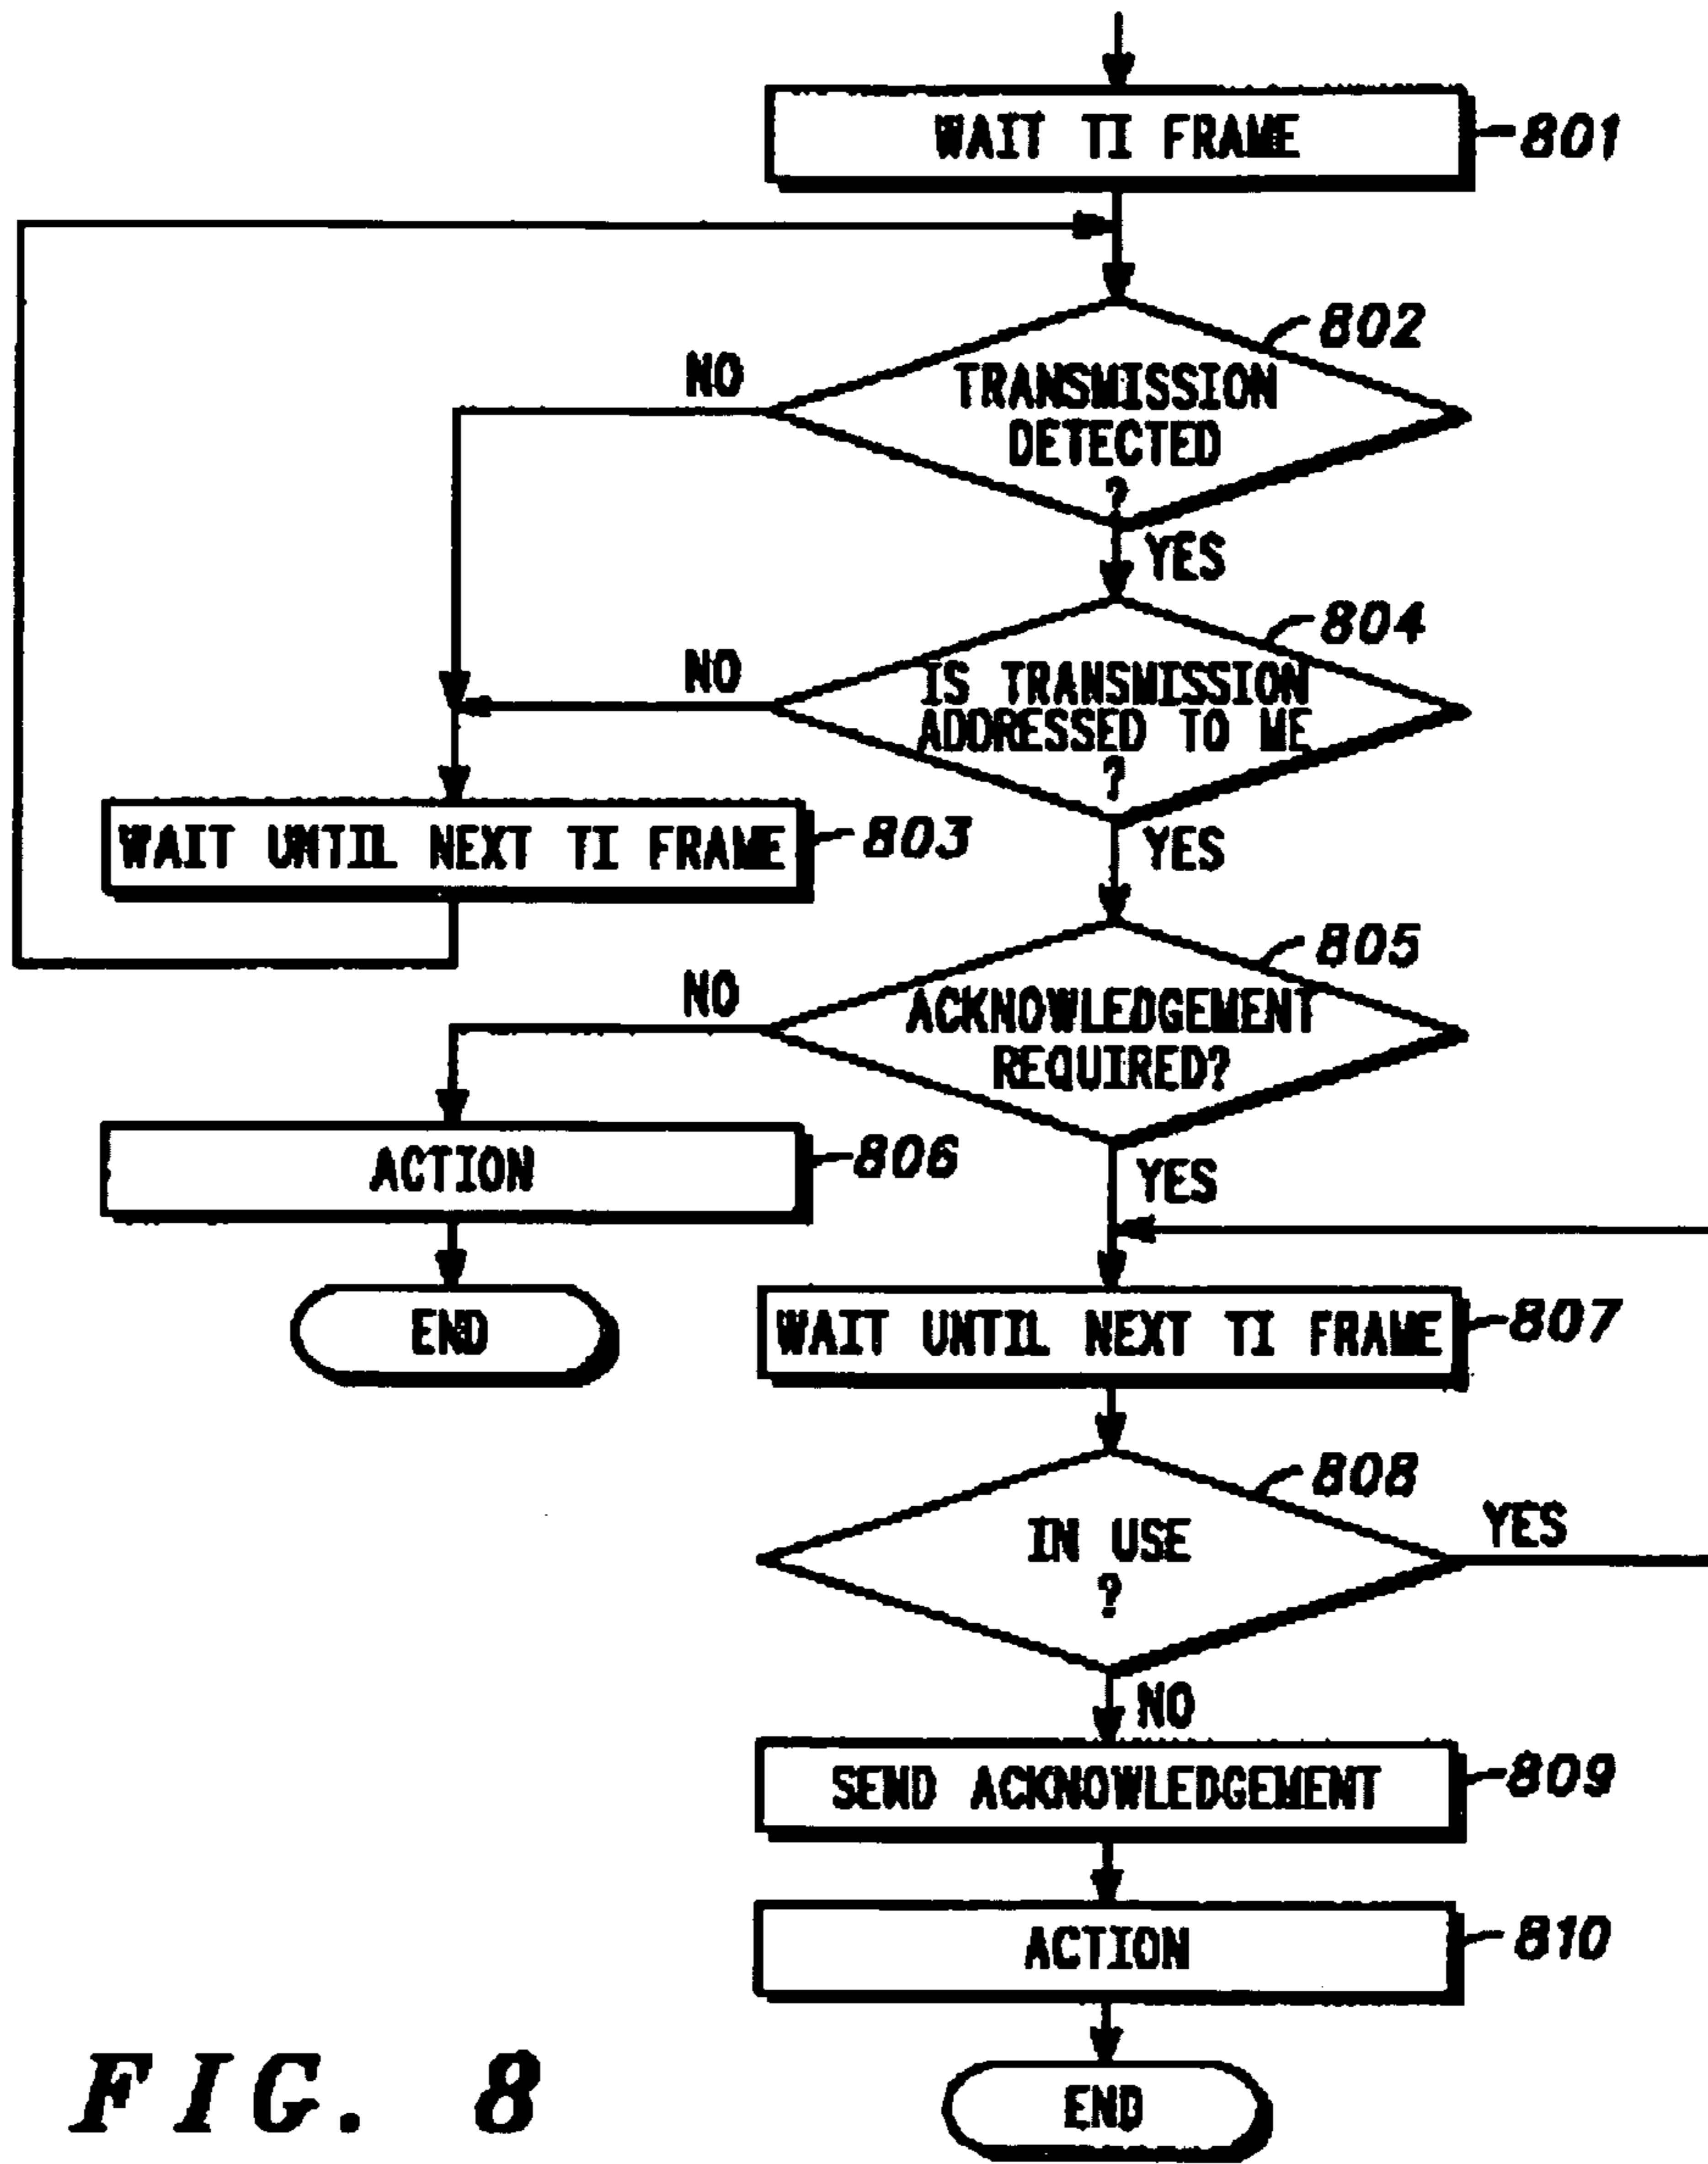 WAIT TI FRAME
801
802
NO
TRANSMISSION
DETECTED
?
YES
804
NO
IS TRANSMISSION
ADDRESSED TO ME
?
WAIT UNTIL NEXT TI FRAME
803
YES
805
NO
ACKNOWLEDGEMENT
REQUIRED?
ACTION
806
YES
END
WAIT UNTIL NEXT TI FRAME
807
808
YES
IN USE
?
NO
SEND ACKNOWLEDGEMENT
809
ACTION
810
END
FIG. 8